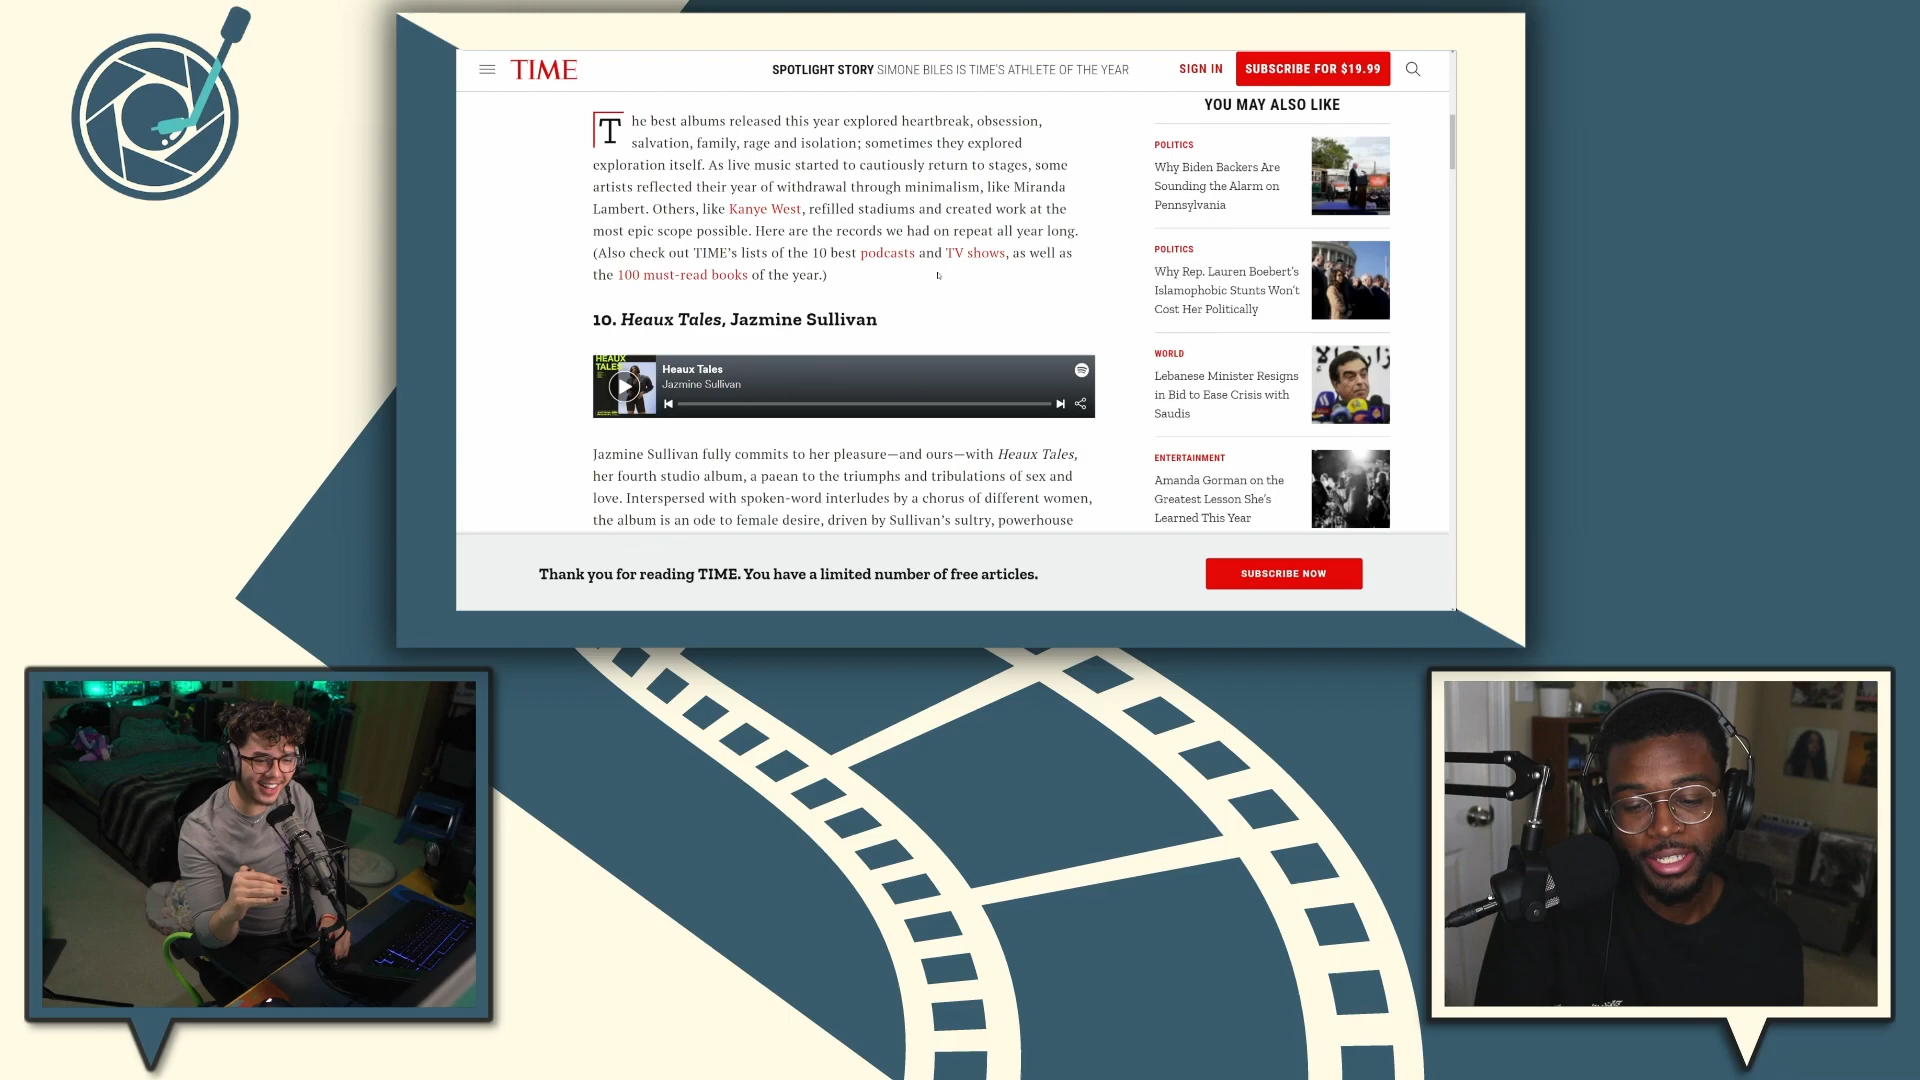 TIME
SPOTLIGHT STORY SIMONE BILES IS TIME'S ATHLETE OF THE YEAR
SIGN IN
SUBSCRIBE FOR $19.99
The best albums released this year explored heartbreak, obsession,
salvation, family, rage and isolation; sometimes they explored
exploration itself. As live music started to cautiously return to stages, some
artists reflected their year of withdrawal through minimalism, like Miranda
Lambert. Others, like Kanye West, refilled stadiums and created work at the
most epic scope possible. Here are the records we had on repeat all year long.
(Also check out TIME's lists of the 10 best podcasts and TV shows, as well as
the 100 must-read books of the year.)
10. Heaux Tales, Jazmine Sullivan
HEAUX
TALES
Heaux Tales
Jazmine Sullivan
Jazmine Sullivan fully commits to her pleasure—and ours—with Heaux Tales,
her fourth studio album, a paean to the triumphs and tribulations of sex and
love. Interspersed with spoken-word interludes by a chorus of different women,
the album is an ode to female desire, driven by Sullivan's sultry, powerhouse
YOU MAY ALSO LIKE
POLITICS
Why Biden Backers Are
Sounding the Alarm on
Pennsylvania
POLITICS
Why Rep. Lauren Boebert's
Islamophobic Stunts Won't
Cost Her Politically
WORLD
Lebanese Minister Resigns
in Bid to Ease Crisis with
Saudis
ENTERTAINMENT
Amanda Gorman on the
Greatest Lesson She's
Learned This Year
Thank you for reading TIME. You have a limited number of free articles.
SUBSCRIBE NOW